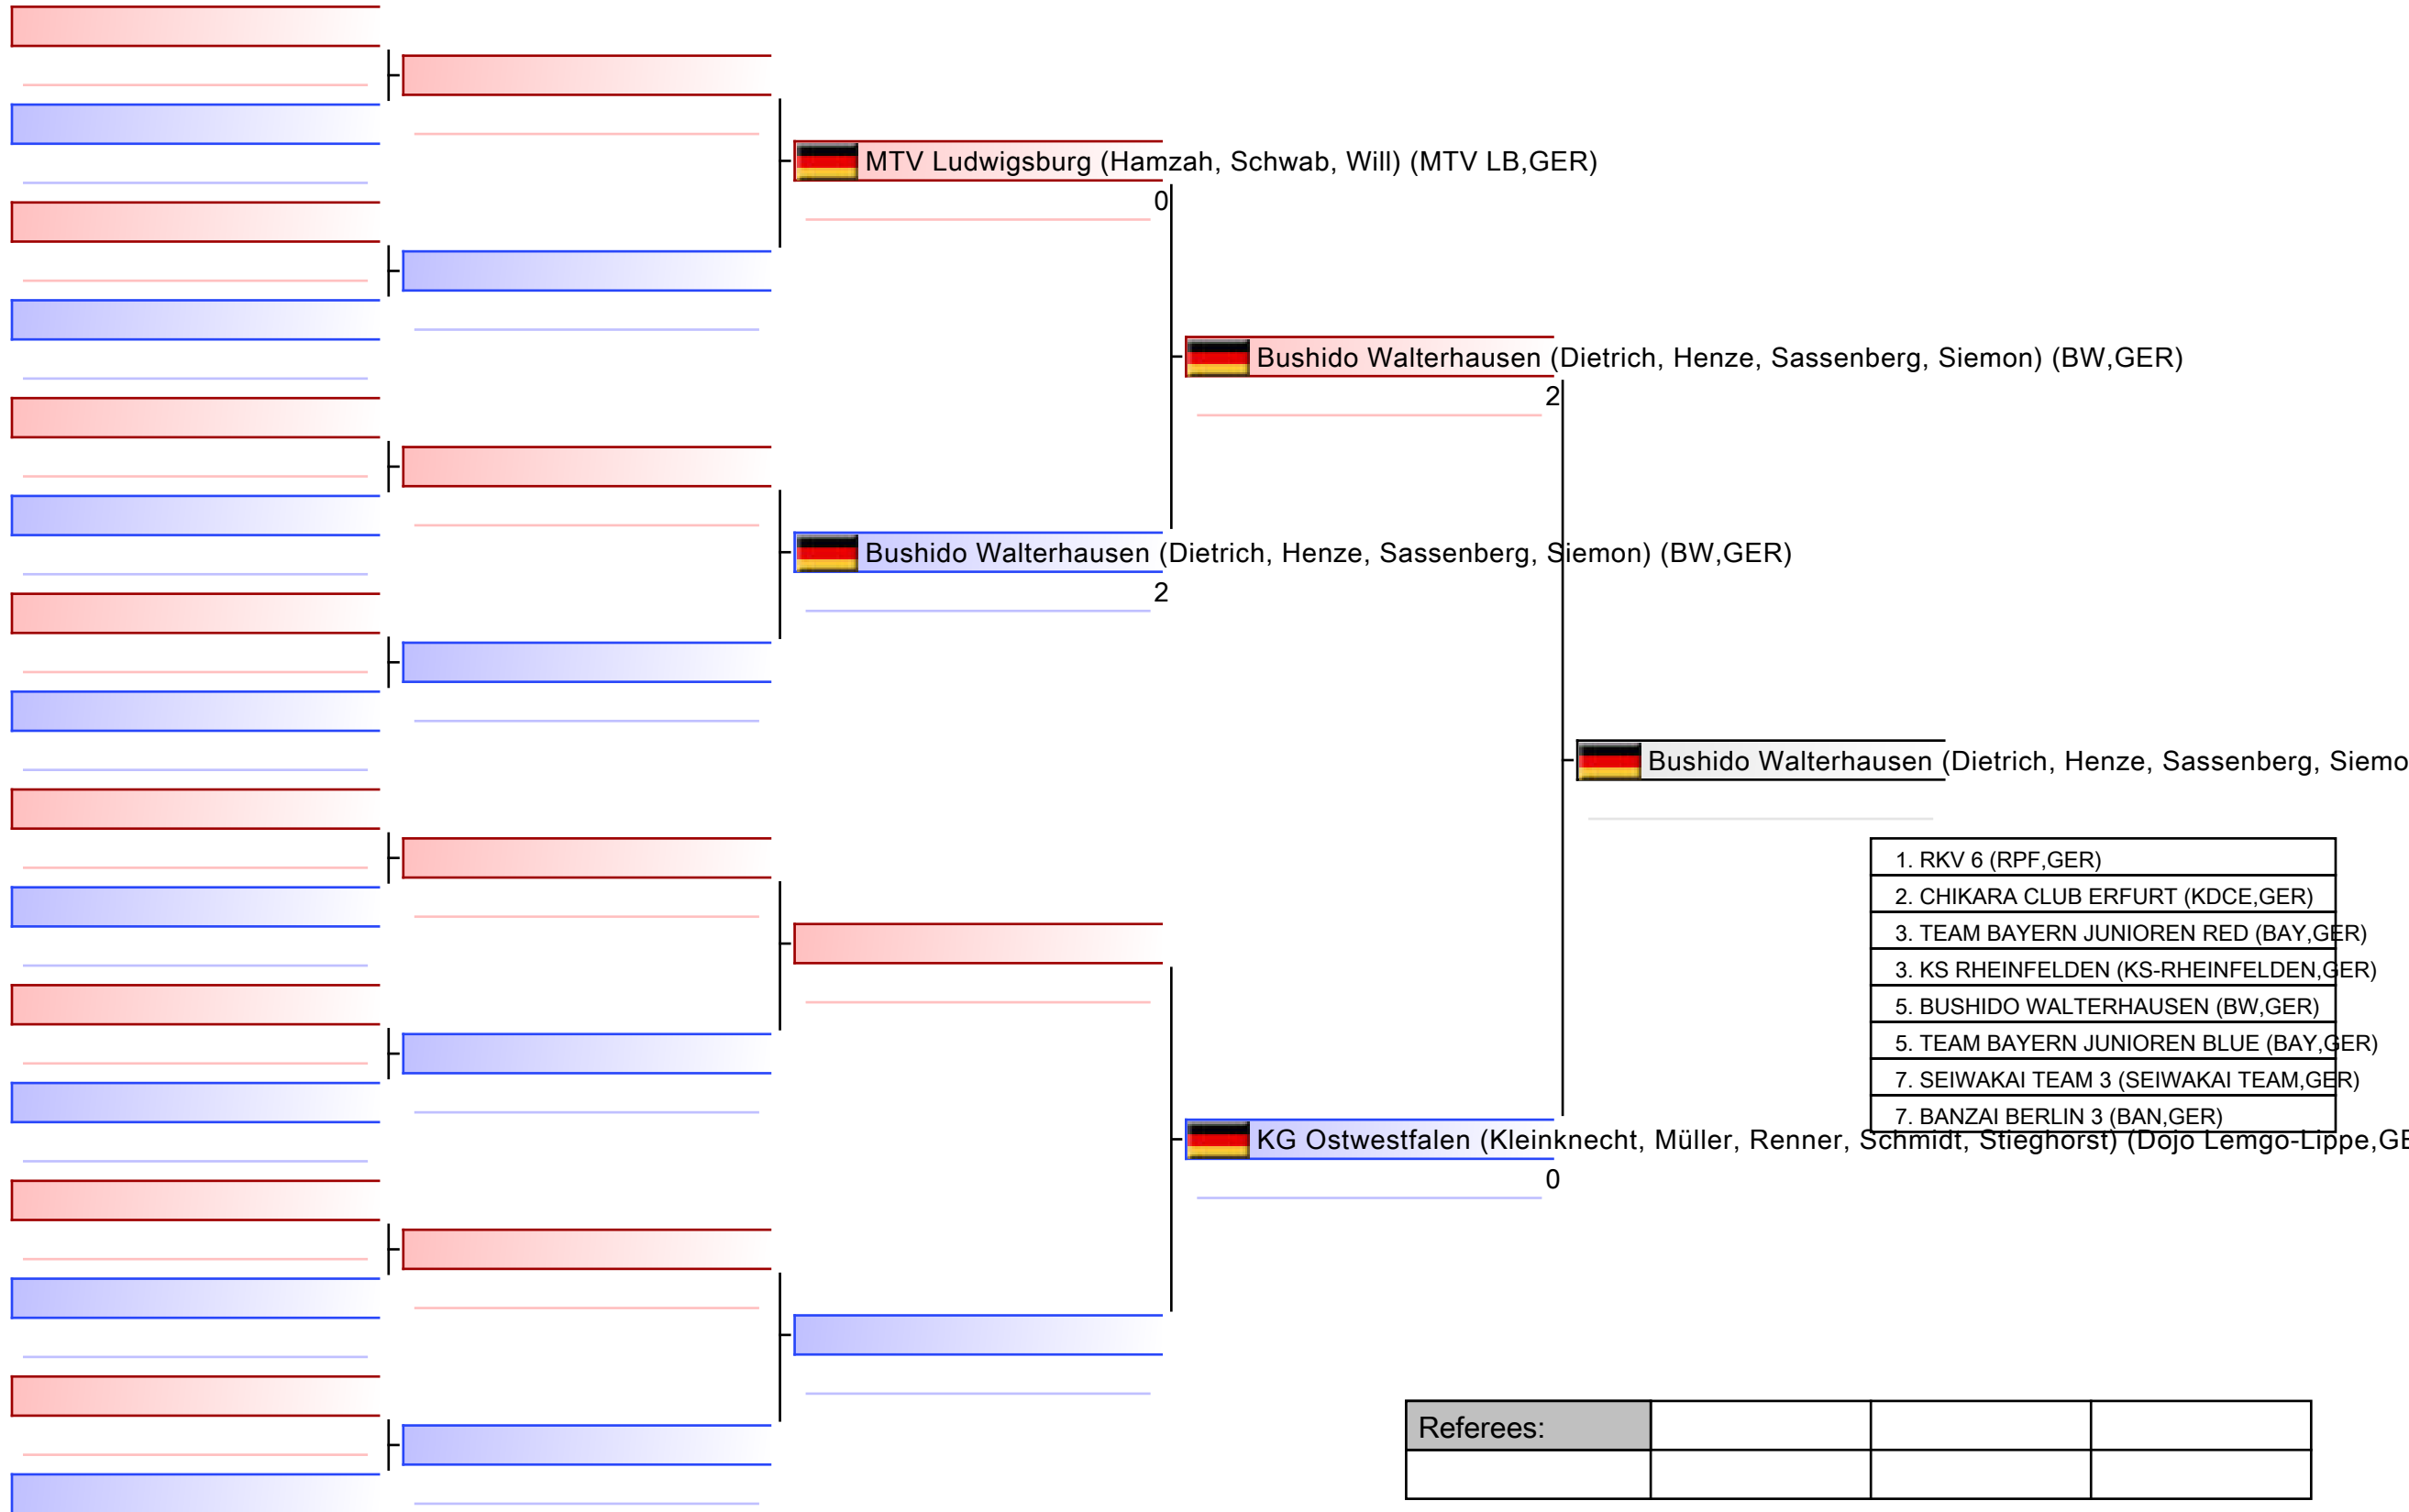 MTV Ludwigsburg (Hamzah, Schwab, Will) (MTV LB,GER)
0
Bushido Walterhausen (Dietrich, Henze, Sassenberg, Siemon) (BW,GER)
2
Bushido Walterhausen (Dietrich, Henze, Sassenberg, Siemon) (BW,GER)
2
Bushido Walterhausen (Dietrich, Henze, Sassenberg, Siemo
1. RKV 6 (RPF,GER)
2. CHIKARA CLUB ERFURT (KDCE,GER)
3. TEAM BAYERN JUNIOREN RED (BAY,GER)
3. KS RHEINFELDEN (KS-RHEINFELDEN,GER)
5. BUSHIDO WALTERHAUSEN (BW,GER)
5. TEAM BAYERN JUNIOREN BLUE (BAY,GER)
7. SEIWAKAI TEAM 3 (SEIWAKAI TEAM,GER)
7. BANZAI BERLIN 3 (BAN,GER)
KG Ostwestfalen (Kleinknecht, Müller, Renner, Schmidt, Stieghorst) (Dojo Lemgo-Lippe,GE
0
Referees: